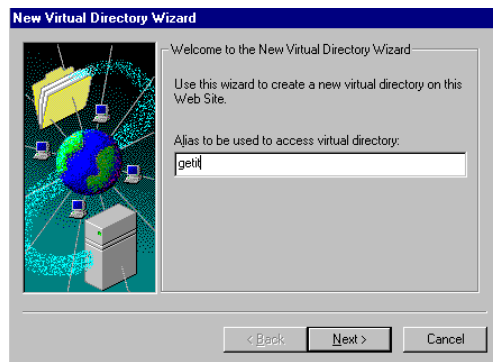 New Virtual Directory Wizard
Welcome to the New Virtual Directory Wizard
Use this wizard to create a new virtual directory on this
Web Site.
Alias to be used to access virtual directory:
getit
< Back
Next >
Cancel